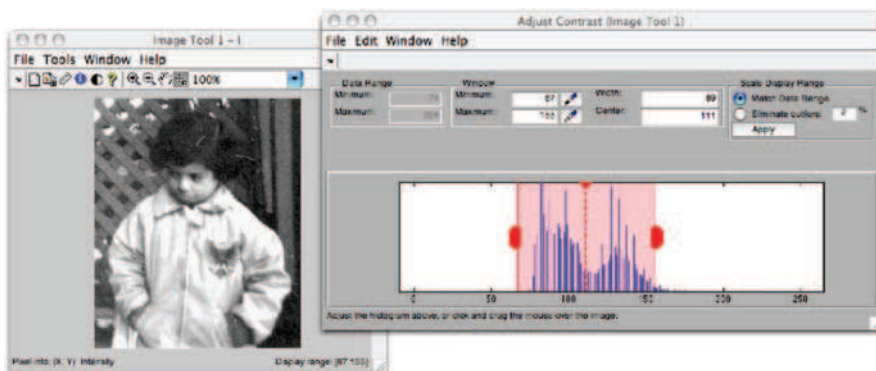 Image Tool 1 - I
File Tools Window Help
100%
Pixel info: (X, Y) Intensity
Display range: [67
Adjust Contrast (Image Tool 1)
File Edit Window Help
Data Range
Minimum:
Maximum:
Window
Minimum: 67
Maximum:
Width: 89
Center: 111
Scale Display Range
Match Data Range
Eliminate outliers: %
Apply
0 50 100 150 200 250
Adjust the histogram above, or click and drag the mouse over the image.